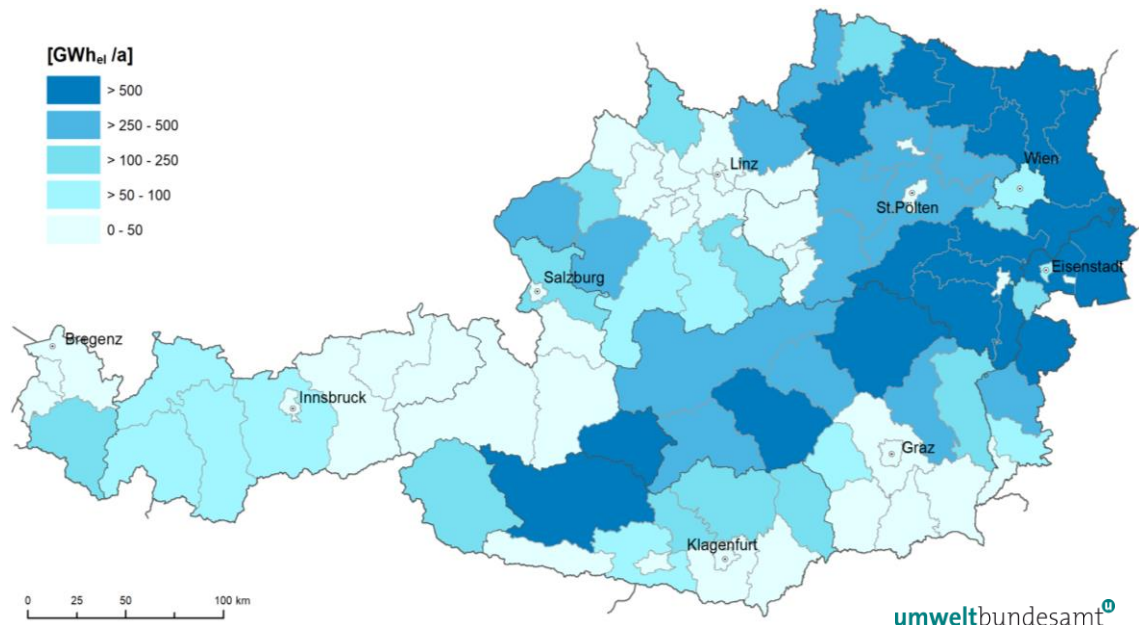 [GWhel /a]
> 500
> 250 - 500
> 100 - 250
> 50 - 100
0 - 50
Linz
Wien
St.Pölten
Salzburg
Eisenstadt
Bregenz
Innsbruck
Graz
Klagenfurt
0 25 50 100 km
umweltbundesamt u